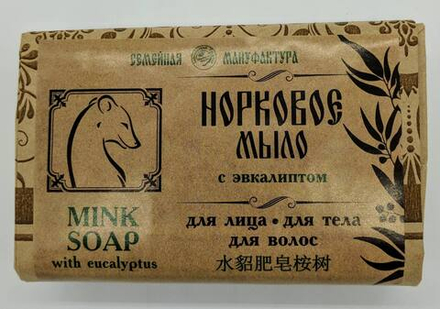 СЕМЕЙНАЯ МАНУФАКТУРА
НОРКОВОЕ
МЫЛО
с эвкалиптом
MINK
SOAP
with eucalyptus
для лица • для тела
для волос
水貂肥皂桉树